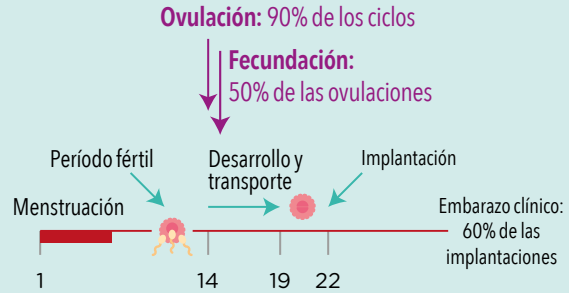 Ovulación: 90% de los ciclos
Fecundación:
50% de las ovulaciones
Período fértil
Desarrollo y
transporte
Implantación
Menstruación
Embarazo clínico:
60% de las
implantaciones
1
14
19
22